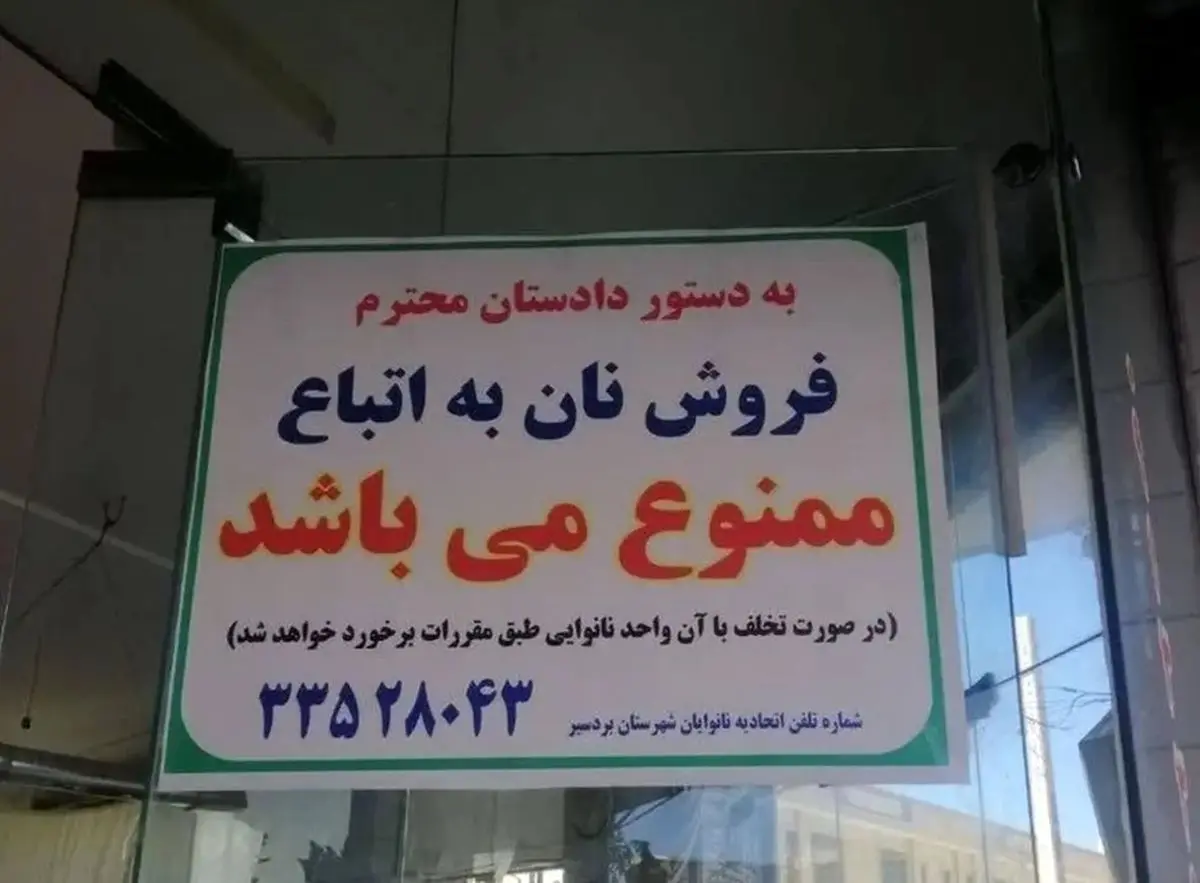 به دستور دادستان محترم
فروش نان به اتباع
ممنوع می باشد
(در صورت تخلف با آن واحد نانوایی طبق مقررات برخورد خواهد شد)
شماره تلفن اتحادیه نانوایان شهرستان بردسیر ۳۳۵۲۸۰۴۳